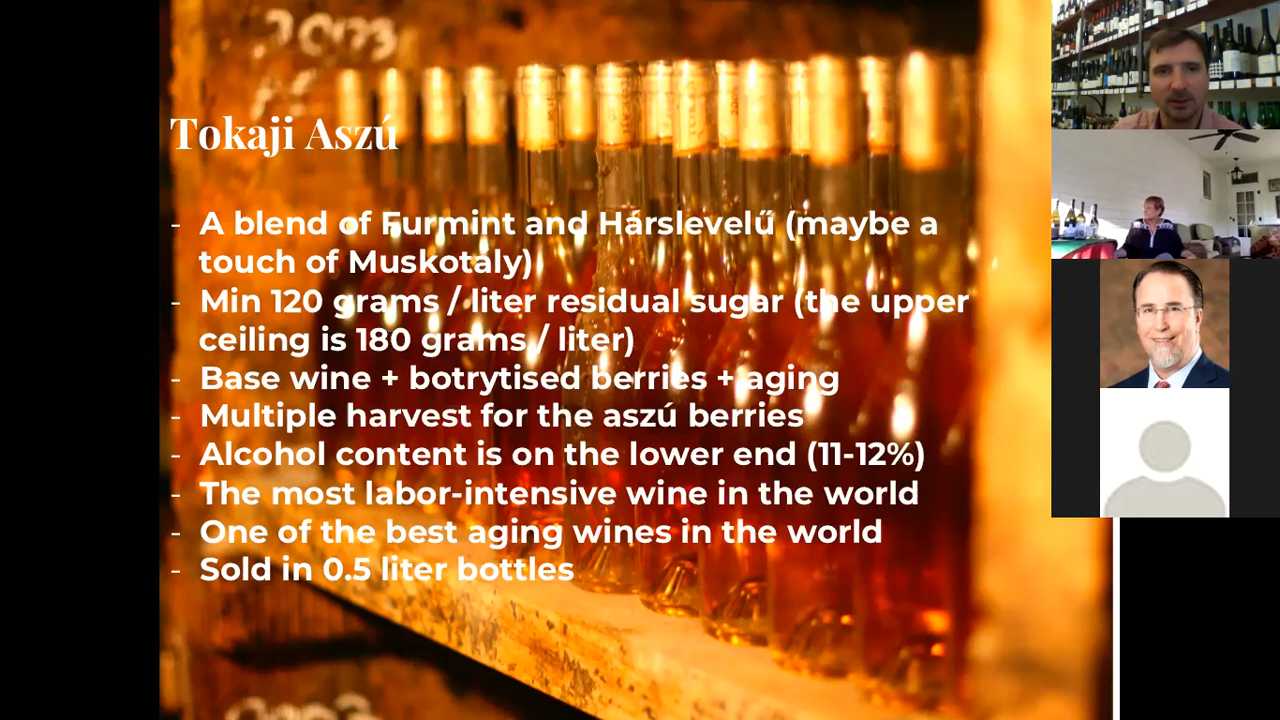 2003
Tokaji Aszú
- A blend of Furmint and Hárslevelű (maybe a
touch of Muskotály)
- Min 120 grams / liter residual sugar (the upper
ceiling is 180 grams / liter)
- Base wine + botrytised berries + aging
- Multiple harvest for the aszú berries
- Alcohol content is on the lower end (11-12%)
- The most labor-intensive wine in the world
- One of the best aging wines in the world
- Sold in 0.5 liter bottles